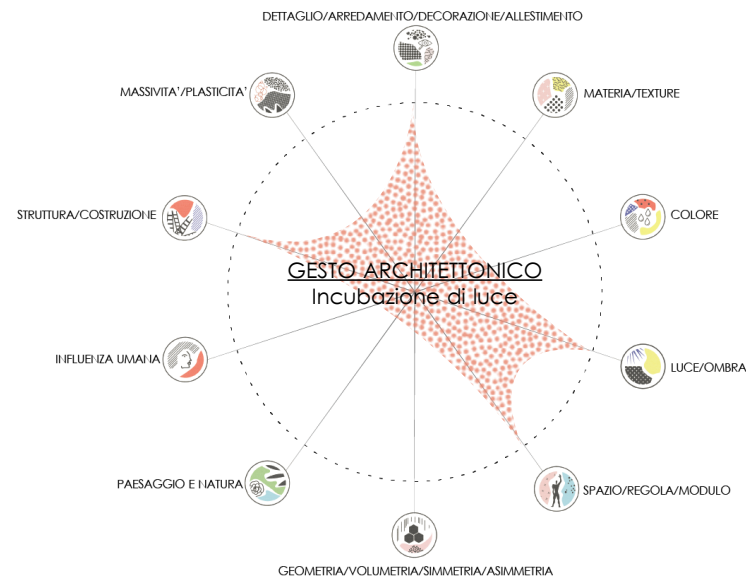 DETTAGLIO/ARREDAMENTO/DECORAZIONE/ALLESTIMENTO
MASSIVITA'/PLASTICITA'
MATERIA/TEXTURE
STRUTTURA/COSTRUZIONE
COLORE
GESTO ARCHITETTONICO
Incubazione di luce
INFLUENZA UMANA
LUCE/OMBRA
PAESAGGIO E NATURA
SPAZIO/REGOLA/MODULO
GEOMETRIA/VOLUMETRIA/SIMMETRIA/ASIMMETRIA